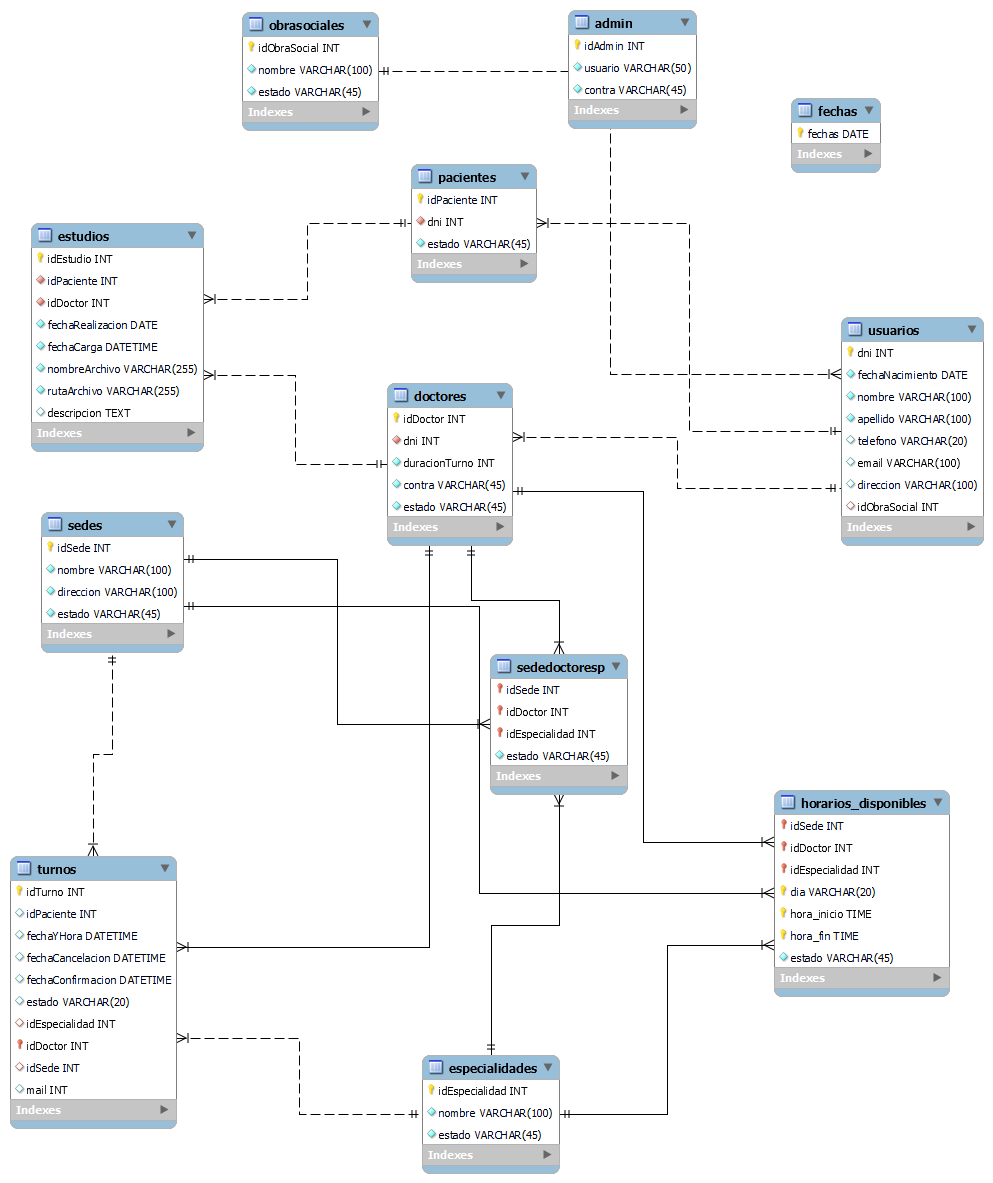 obrasociales
idObraSocial INT
nombre VARCHAR(100)
estado VARCHAR(45)
Indexes
admin
idAdmin INT
usuario VARCHAR(50)
contra VARCHAR(45)
Indexes
fechas
fechas DATE
Indexes
pacientes
idPaciente INT
dni INT
estado VARCHAR(45)
Indexes
estudios
idEstudio INT
idPaciente INT
idDoctor INT
fechaRealizacion DATE
fechaCarga DATETIME
nombreArchivo VARCHAR(255)
rutaArchivo VARCHAR(255)
descripcion TEXT
Indexes
usuarios
dni INT
fechaNacimiento DATE
nombre VARCHAR(100)
apellido VARCHAR(100)
telefono VARCHAR(20)
email VARCHAR(100)
direccion VARCHAR(100)
idObraSocial INT
Indexes
doctores
idDoctor INT
dni INT
duracionTurno INT
contra VARCHAR(45)
estado VARCHAR(45)
Indexes
sedes
idSede INT
nombre VARCHAR(100)
direccion VARCHAR(100)
estado VARCHAR(45)
Indexes
sededoctoresp
idSede INT
idDoctor INT
idEspecialidad INT
estado VARCHAR(45)
Indexes
horarios_disponibles
idSede INT
idDoctor INT
idEspecialidad INT
dia VARCHAR(20)
hora_inicio TIME
hora_fin TIME
estado VARCHAR(45)
Indexes
turnos
idTurno INT
idPaciente INT
fechaYHora DATETIME
fechaCancelacion DATETIME
fechaConfirmacion DATETIME
estado VARCHAR(20)
idEspecialidad INT
idDoctor INT
idSede INT
mail INT
Indexes
especialidades
idEspecialidad INT
nombre VARCHAR(100)
estado VARCHAR(45)
Indexes